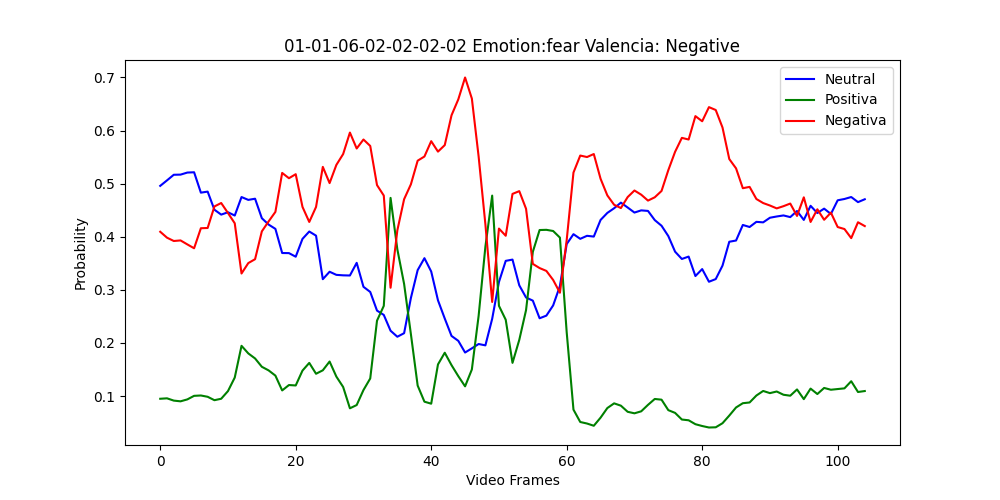 01-01-06-02-02-02-02 Emotion:fear Valencia: Negative
Neutral
Positiva
Negativa
Probability
0.7
0.6
0.5
0.4
0.3
0.2
0.1
0
20
40
60
80
100
Video Frames